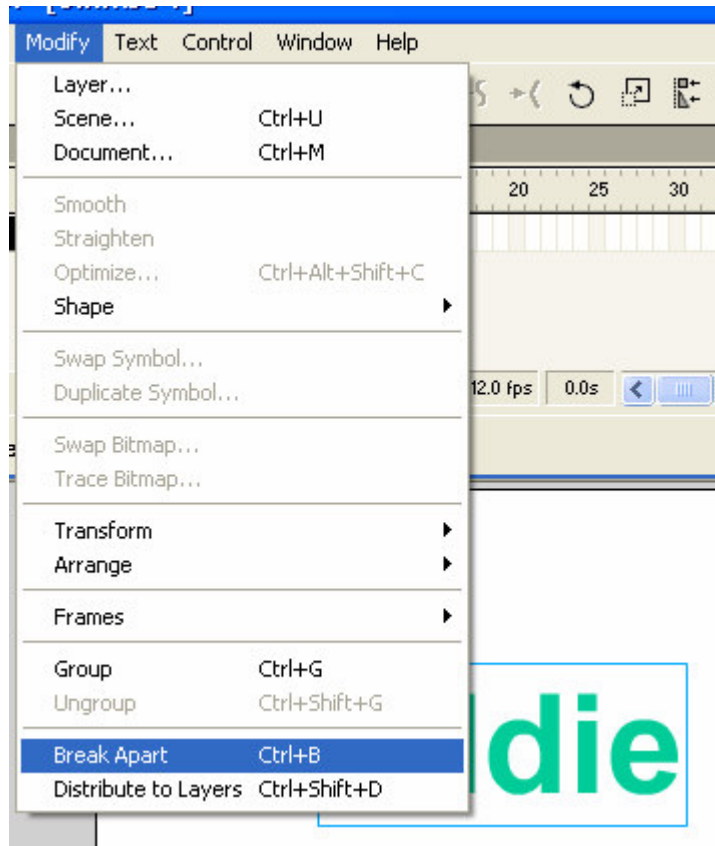 Modify Text Control Window Help
Layer...
Scene... Ctrl+U
Document... Ctrl+M
20 25 30
Smooth
Straighten
Optimize... Ctrl+Alt+Shift+C
Shape
Swap Symbol...
Duplicate Symbol...
12.0 fps 0.0s
Swap Bitmap...
Trace Bitmap...
Transform
Arrange
Frames
Group Ctrl+G
Ungroup Ctrl+Shift+G
Break Apart Ctrl+B
Distribute to Layers Ctrl+Shift+D
die